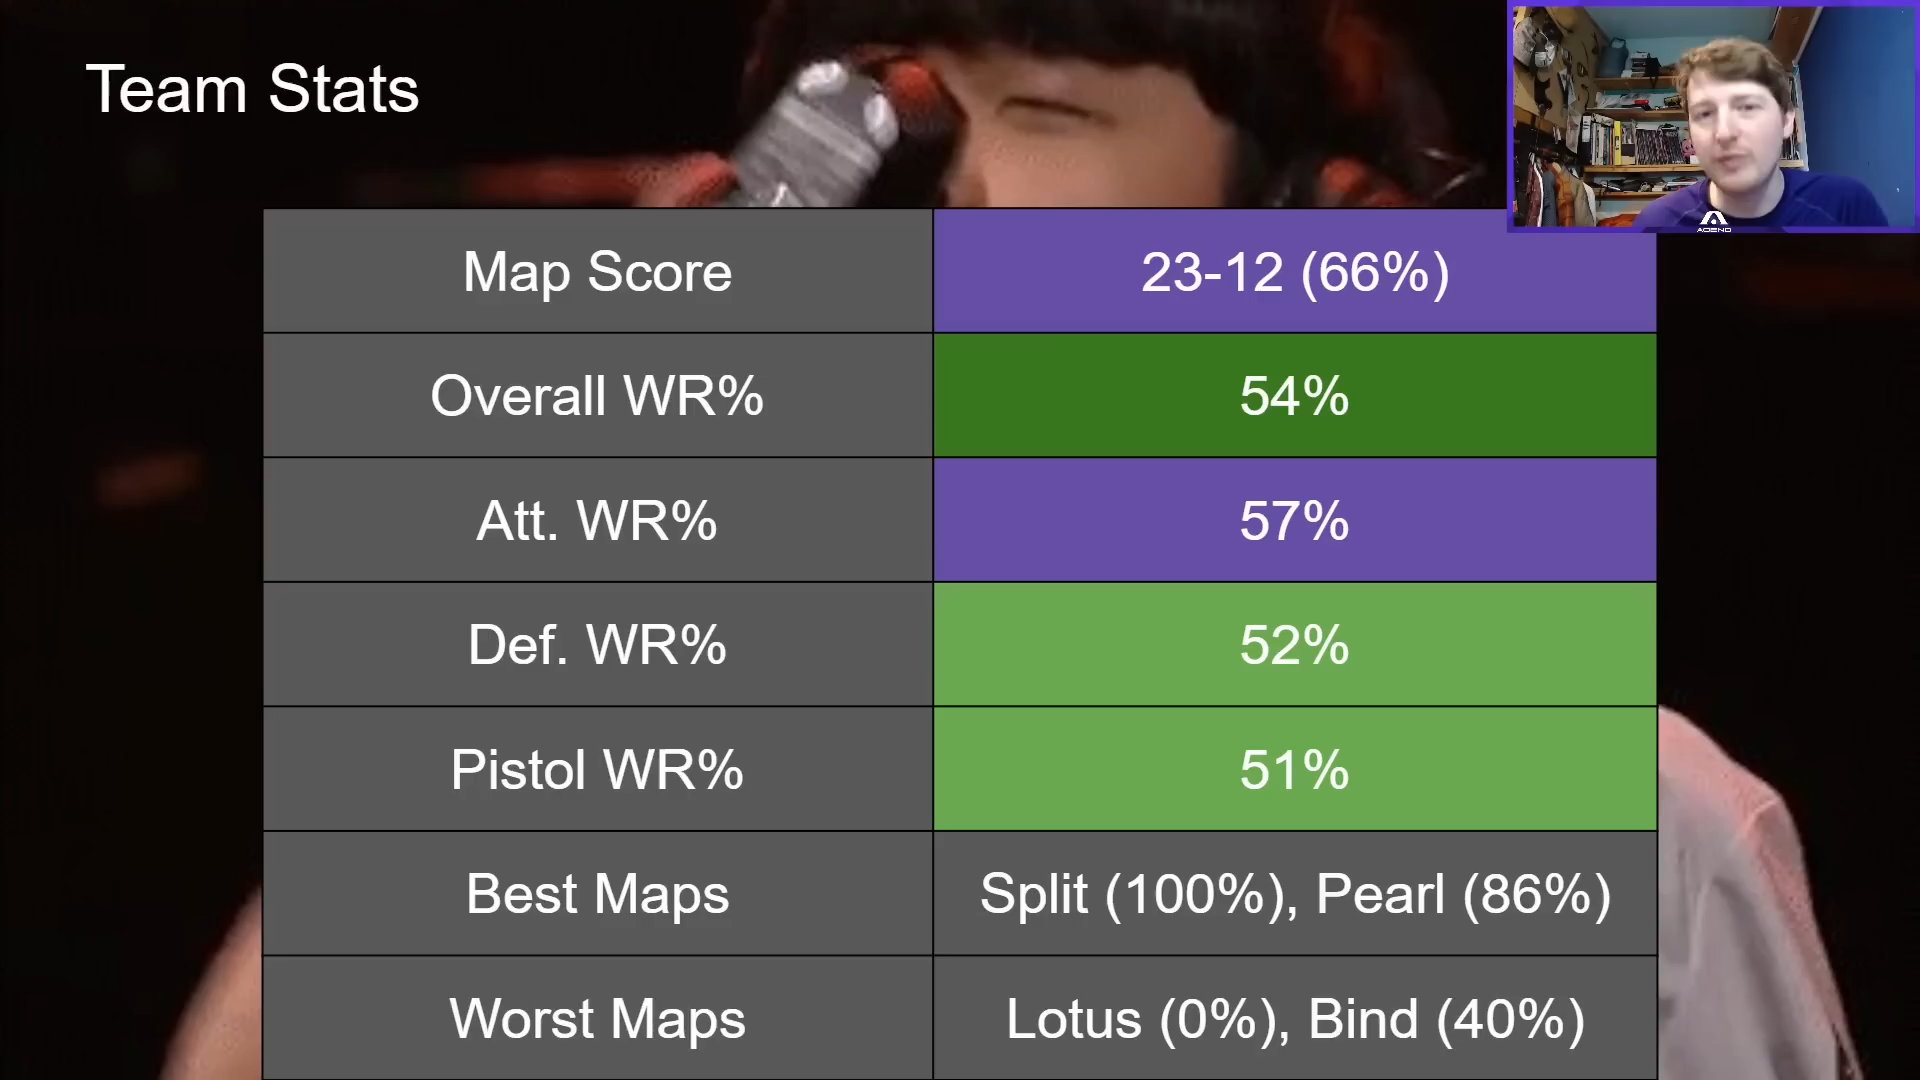 Team Stats
Map Score 23-12 (66%)
Overall WR% 54%
Att. WR% 57%
Def. WR% 52%
Pistol WR% 51%
Best Maps Split (100%), Pearl (86%)
Worst Maps Lotus (0%), Bind (40%)